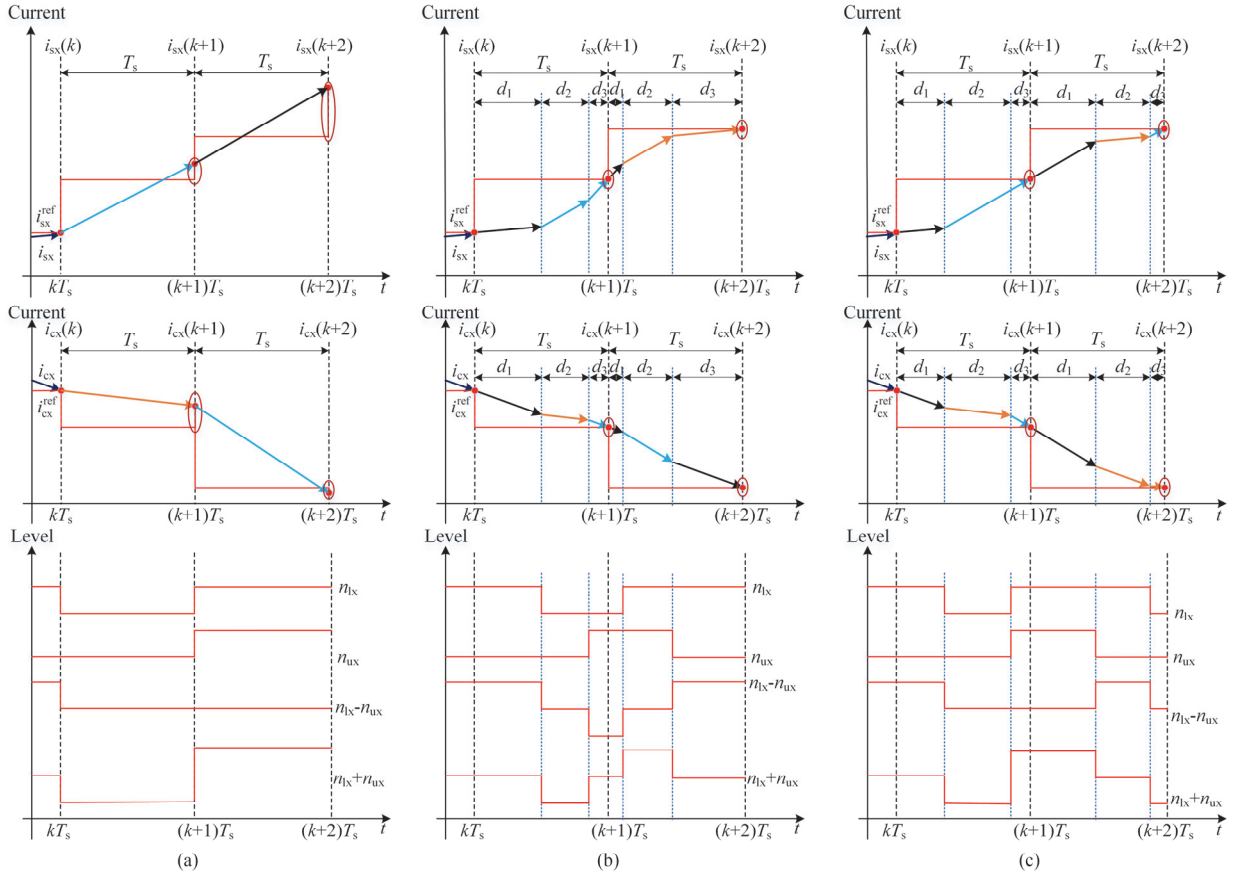 Current Current Current
i_sx(k) i_sx(k+1) i_sx(k+2) i_sx(k) i_sx(k+1) i_sx(k+2) i_sx(k) i_sx(k+1) i_sx(k+2)
T_s T_s T_s T_s T_s T_s
d_1 d_2 d_3 d_1 d_2 d_3 d_1 d_2 d_3 d_1 d_2 d_3
i_sx^ref i_sx^ref i_sx^ref
i_sx i_sx i_sx
kT_s (k+1)T_s (k+2)T_s t kT_s (k+1)T_s (k+2)T_s t kT_s (k+1)T_s (k+2)T_s t
Current Current Current
i_cx(k) i_cx(k+1) i_cx(k+2) i_cx(k) i_cx(k+1) i_cx(k+2) i_cx(k) i_cx(k+1) i_cx(k+2)
T_s T_s T_s T_s T_s T_s
i_cx d_1 d_2 d_3 d_1 d_2 d_3 i_cx d_1 d_2 d_3 d_1 d_2 d_3 i_cx
i_cx^ref i_cx^ref i_cx^ref
kT_s (k+1)T_s (k+2)T_s t kT_s (k+1)T_s (k+2)T_s t kT_s (k+1)T_s (k+2)T_s t
Level Level Level
n_lx n_lx n_lx
n_ux n_ux n_ux
n_lx-n_ux n_lx-n_ux n_lx-n_ux
n_lx+n_ux n_lx+n_ux n_lx+n_ux
kT_s (k+1)T_s (k+2)T_s t kT_s (k+1)T_s (k+2)T_s t kT_s (k+1)T_s (k+2)T_s t
(a) (b) (c)